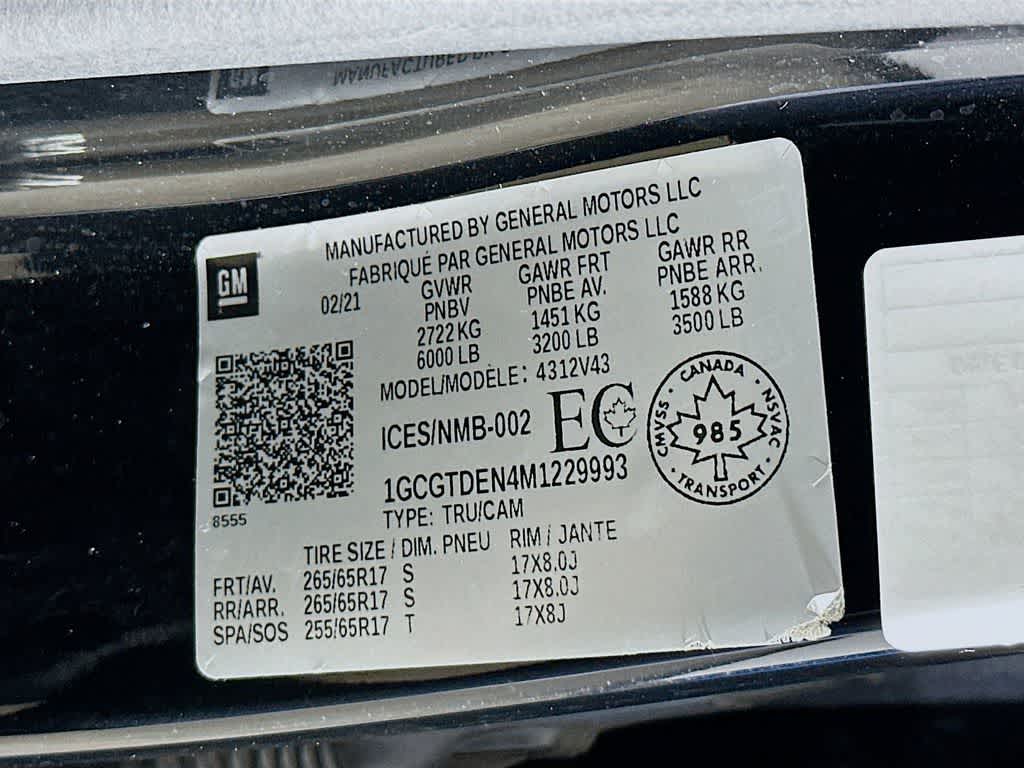 MANUFACTURED BY GENERAL MOTORS LLC
FABRIQUÉ PAR GENERAL MOTORS LLC
GM
02/21
GVWR GAWR FRT GAWR RR
PNBV PNBE AV. PNBE ARR.
2722 KG 1451 KG 1588 KG
6000 LB 3200 LB 3500 LB
MODEL/MODÈLE: 4312V43
ICES/NMB-002 EC
CANADA
CMVSS 985 NSVAC
TRANSPORT
1GCGTDEN4M1229993
8555
TYPE: TRU/CAM
TIRE SIZE / DIM. PNEU RIM / JANTE
FRT/AV. 265/65R17 S 17X8.0J
RR/ARR. 265/65R17 S 17X8.0J
SPA/SOS 255/65R17 T 17X8J